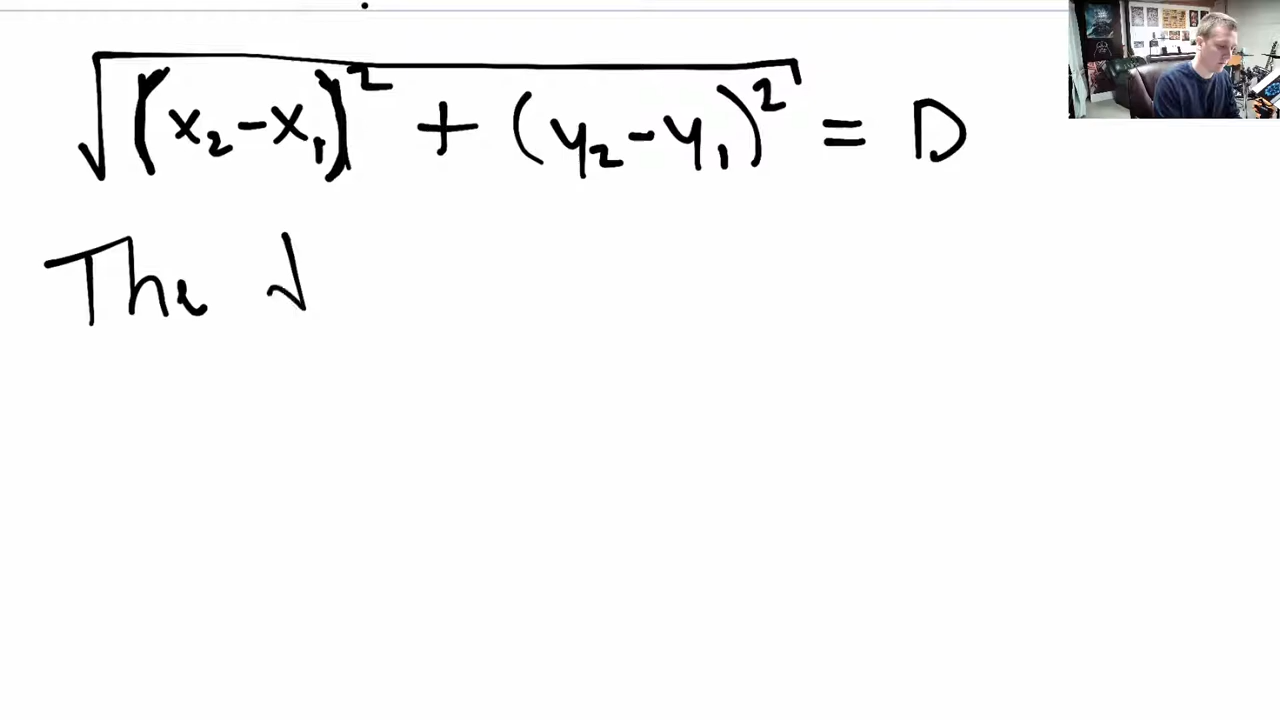 √(x₂-x₁)² + (y₂-y₁)² = D
The